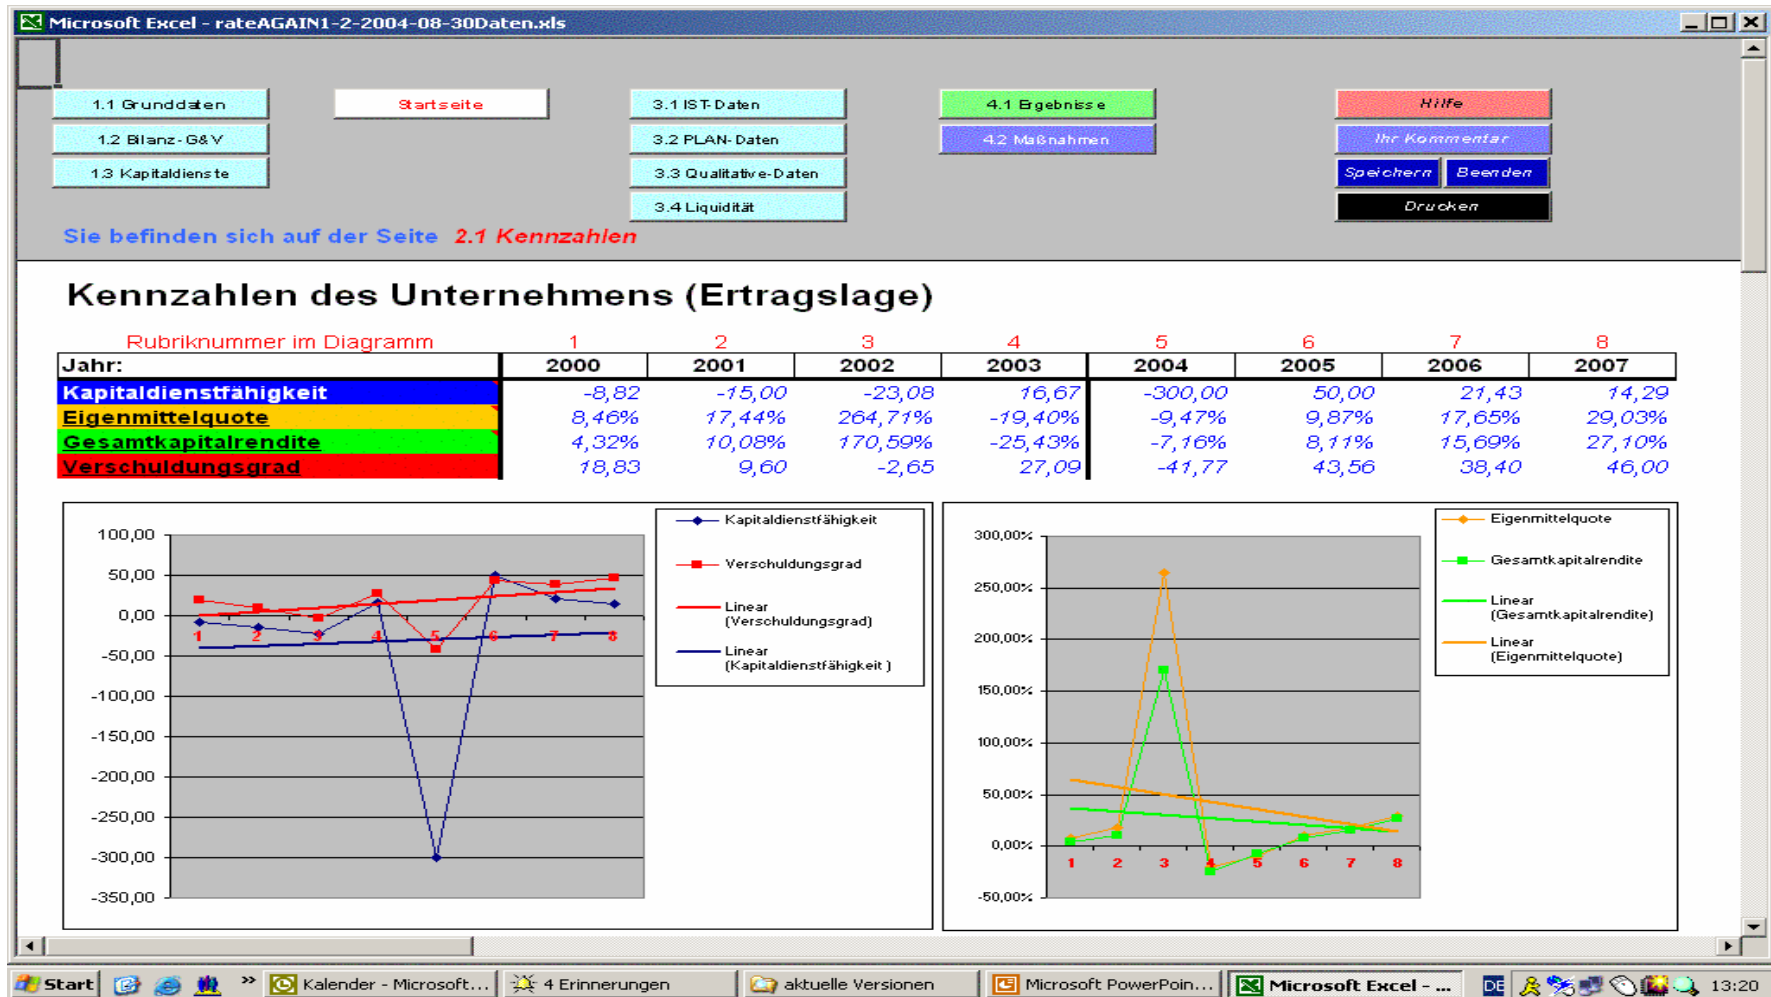 Microsoft Excel - rateAGAIN1-2-2004-08-30Daten.xls
1.1 Grunddaten Startseite 3.1 IST-Daten 4.1 Ergebnisse Hilfe
1.2 Bilanz- G&V 3.2 PLAN- Daten 4.2 Maßnahmen Ihr Kommentar
1.3 Kapitaldienste 3.3 Qualitative-Daten Speichern Beenden
3.4 Liquidität Drucken
Sie befinden sich auf der Seite 2.1 Kennzahlen
Kennzahlen des Unternehmens (Ertragslage)
Rubriknummer im Diagramm 1 2 3 4 5 6 7 8
Jahr: 2000 2001 2002 2003 2004 2005 2006 2007
Kapitaldienstfähigkeit -8,82 -15,00 -23,08 16,67 -300,00 50,00 21,43 14,29
Eigenmittelquote 8,46% 17,44% 264,71% -19,40% -9,47% 9,87% 17,65% 29,03%
Gesamtkapitalrendite 4,32% 10,08% 170,59% -25,43% -7,16% 8,11% 15,69% 27,10%
Verschuldungsgrad 18,83 9,60 -2,65 27,09 -41,77 43,56 38,40 46,00
100,00
50,00
0,00
-50,00
-100,00
-150,00
-200,00
-250,00
-300,00
-350,00
1 2 3 4 5 6 7 8
Kapitaldienstfähigkeit
Verschuldungsgrad
Linear
(Verschuldungsgrad)
Linear
(Kapitaldienstfähigkeit )
300,00%
250,00%
200,00%
150,00%
100,00%
50,00%
0,00%
-50,00%
1 2 3 4 5 6 7 8
Eigenmittelquote
Gesamtkapitalrendite
Linear
(Gesamtkapitalrendite)
Linear
(Eigenmittelquote)
Start » Kalender - Microsoft... 4 Erinnerungen aktuelle Versionen Microsoft PowerPoin... Microsoft Excel - ... DE 13:20